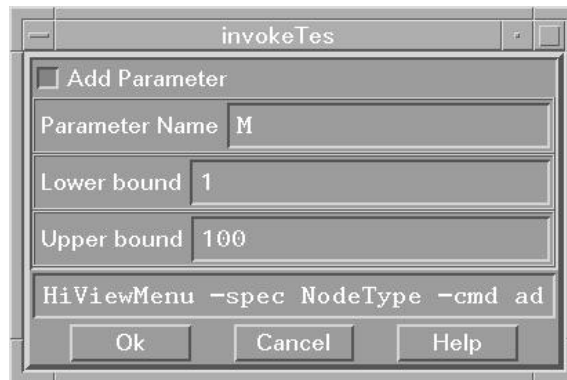 invokeTes
Add Parameter
Parameter Name M
Lower bound 1
Upper bound 100
HiViewMenu -spec NodeType -cmd ad
Ok Cancel Help